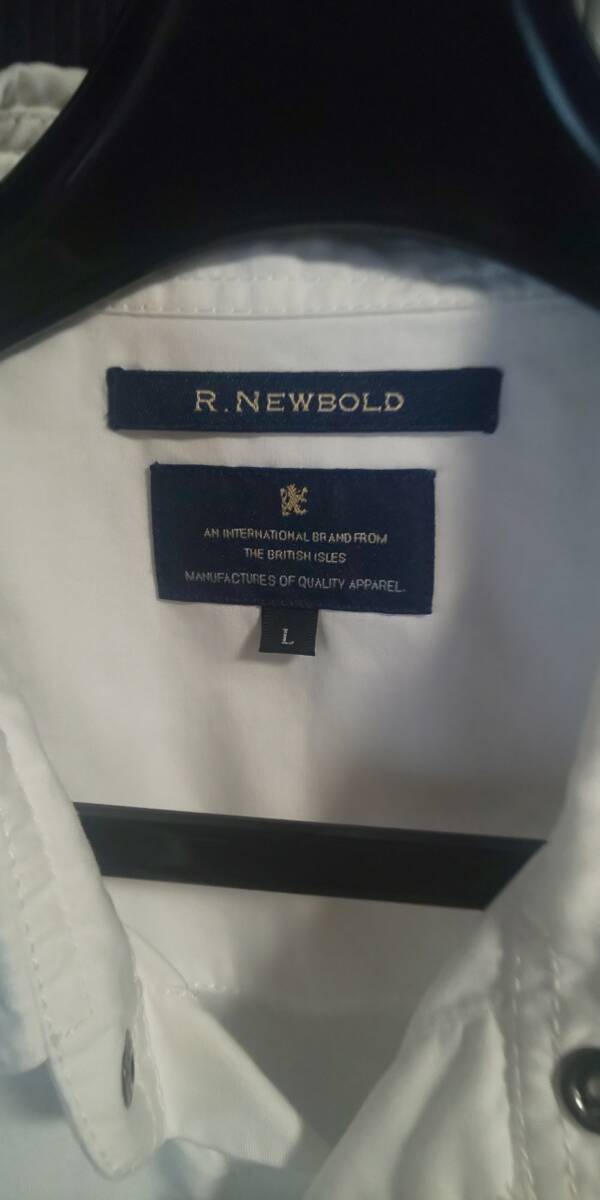 R. NEWBOLD
AN INTERNATIONAL BRAND FROM
THE BRITISH ISLES
MANUFACTURES OF QUALITY APPAREL.
L